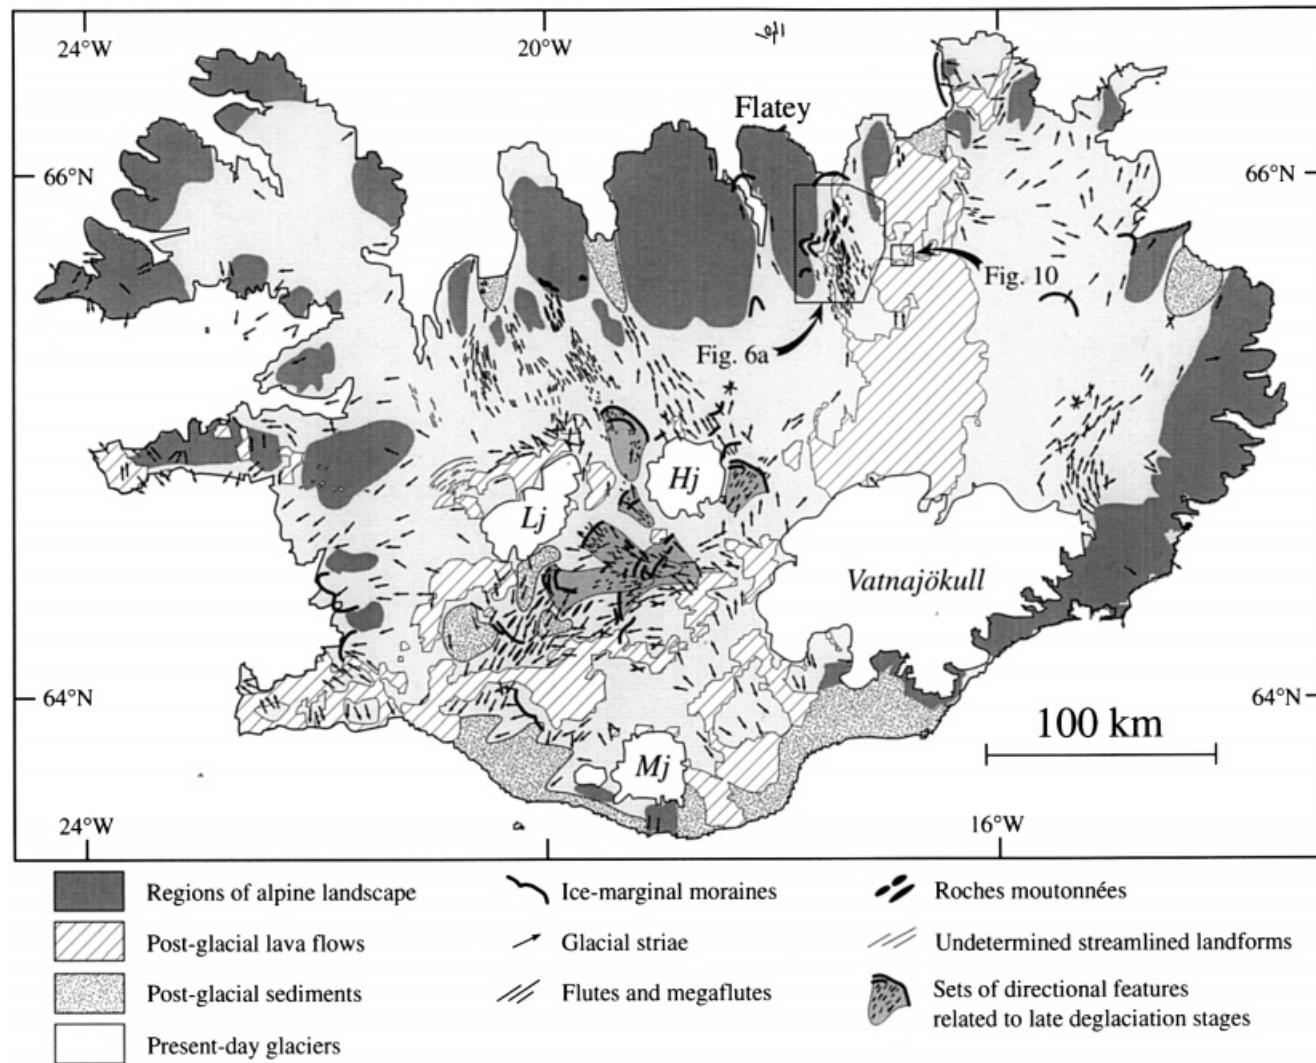 24°W
20°W
Flatey
66°N
66°N
Fig. 10
Fig. 6a
Hj
Lj
Vatnajökull
64°N
64°N
100 km
Mj
24°W
16°W
Regions of alpine landscape
Ice-marginal moraines
Roches moutonnées
Post-glacial lava flows
Glacial striae
Undetermined streamlined landforms
Post-glacial sediments
Flutes and megaflutes
Sets of directional features
related to late deglaciation stages
Present-day glaciers